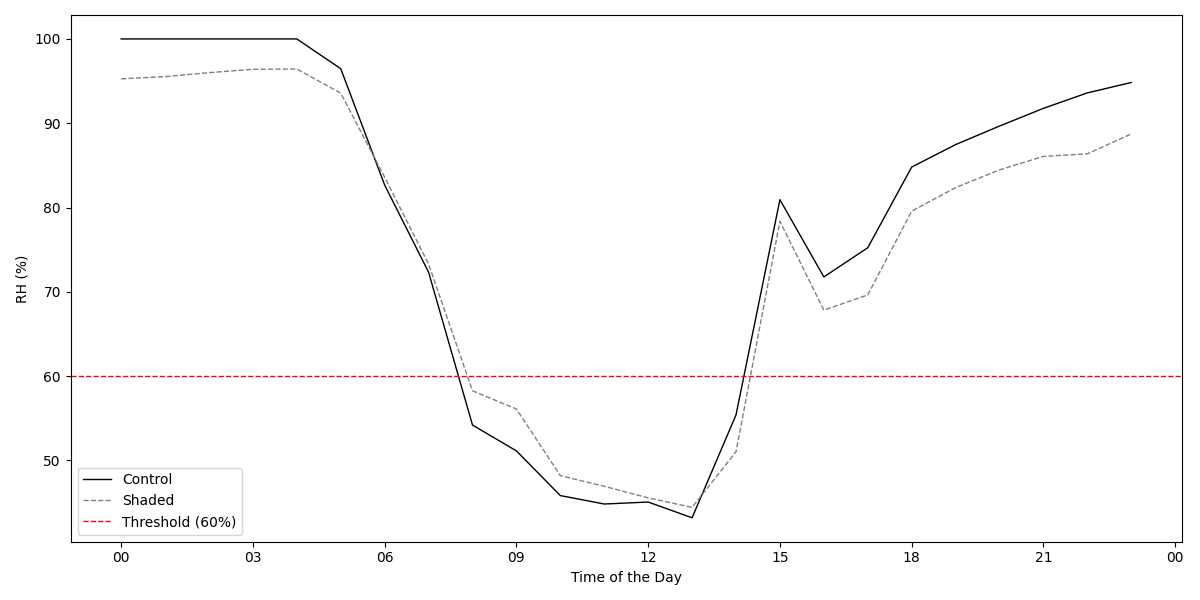 100
90
80
70
60
50
RH (%)
Control
Shaded
Threshold (60%)
00 03 06 09 12 15 18 21 00
Time of the Day